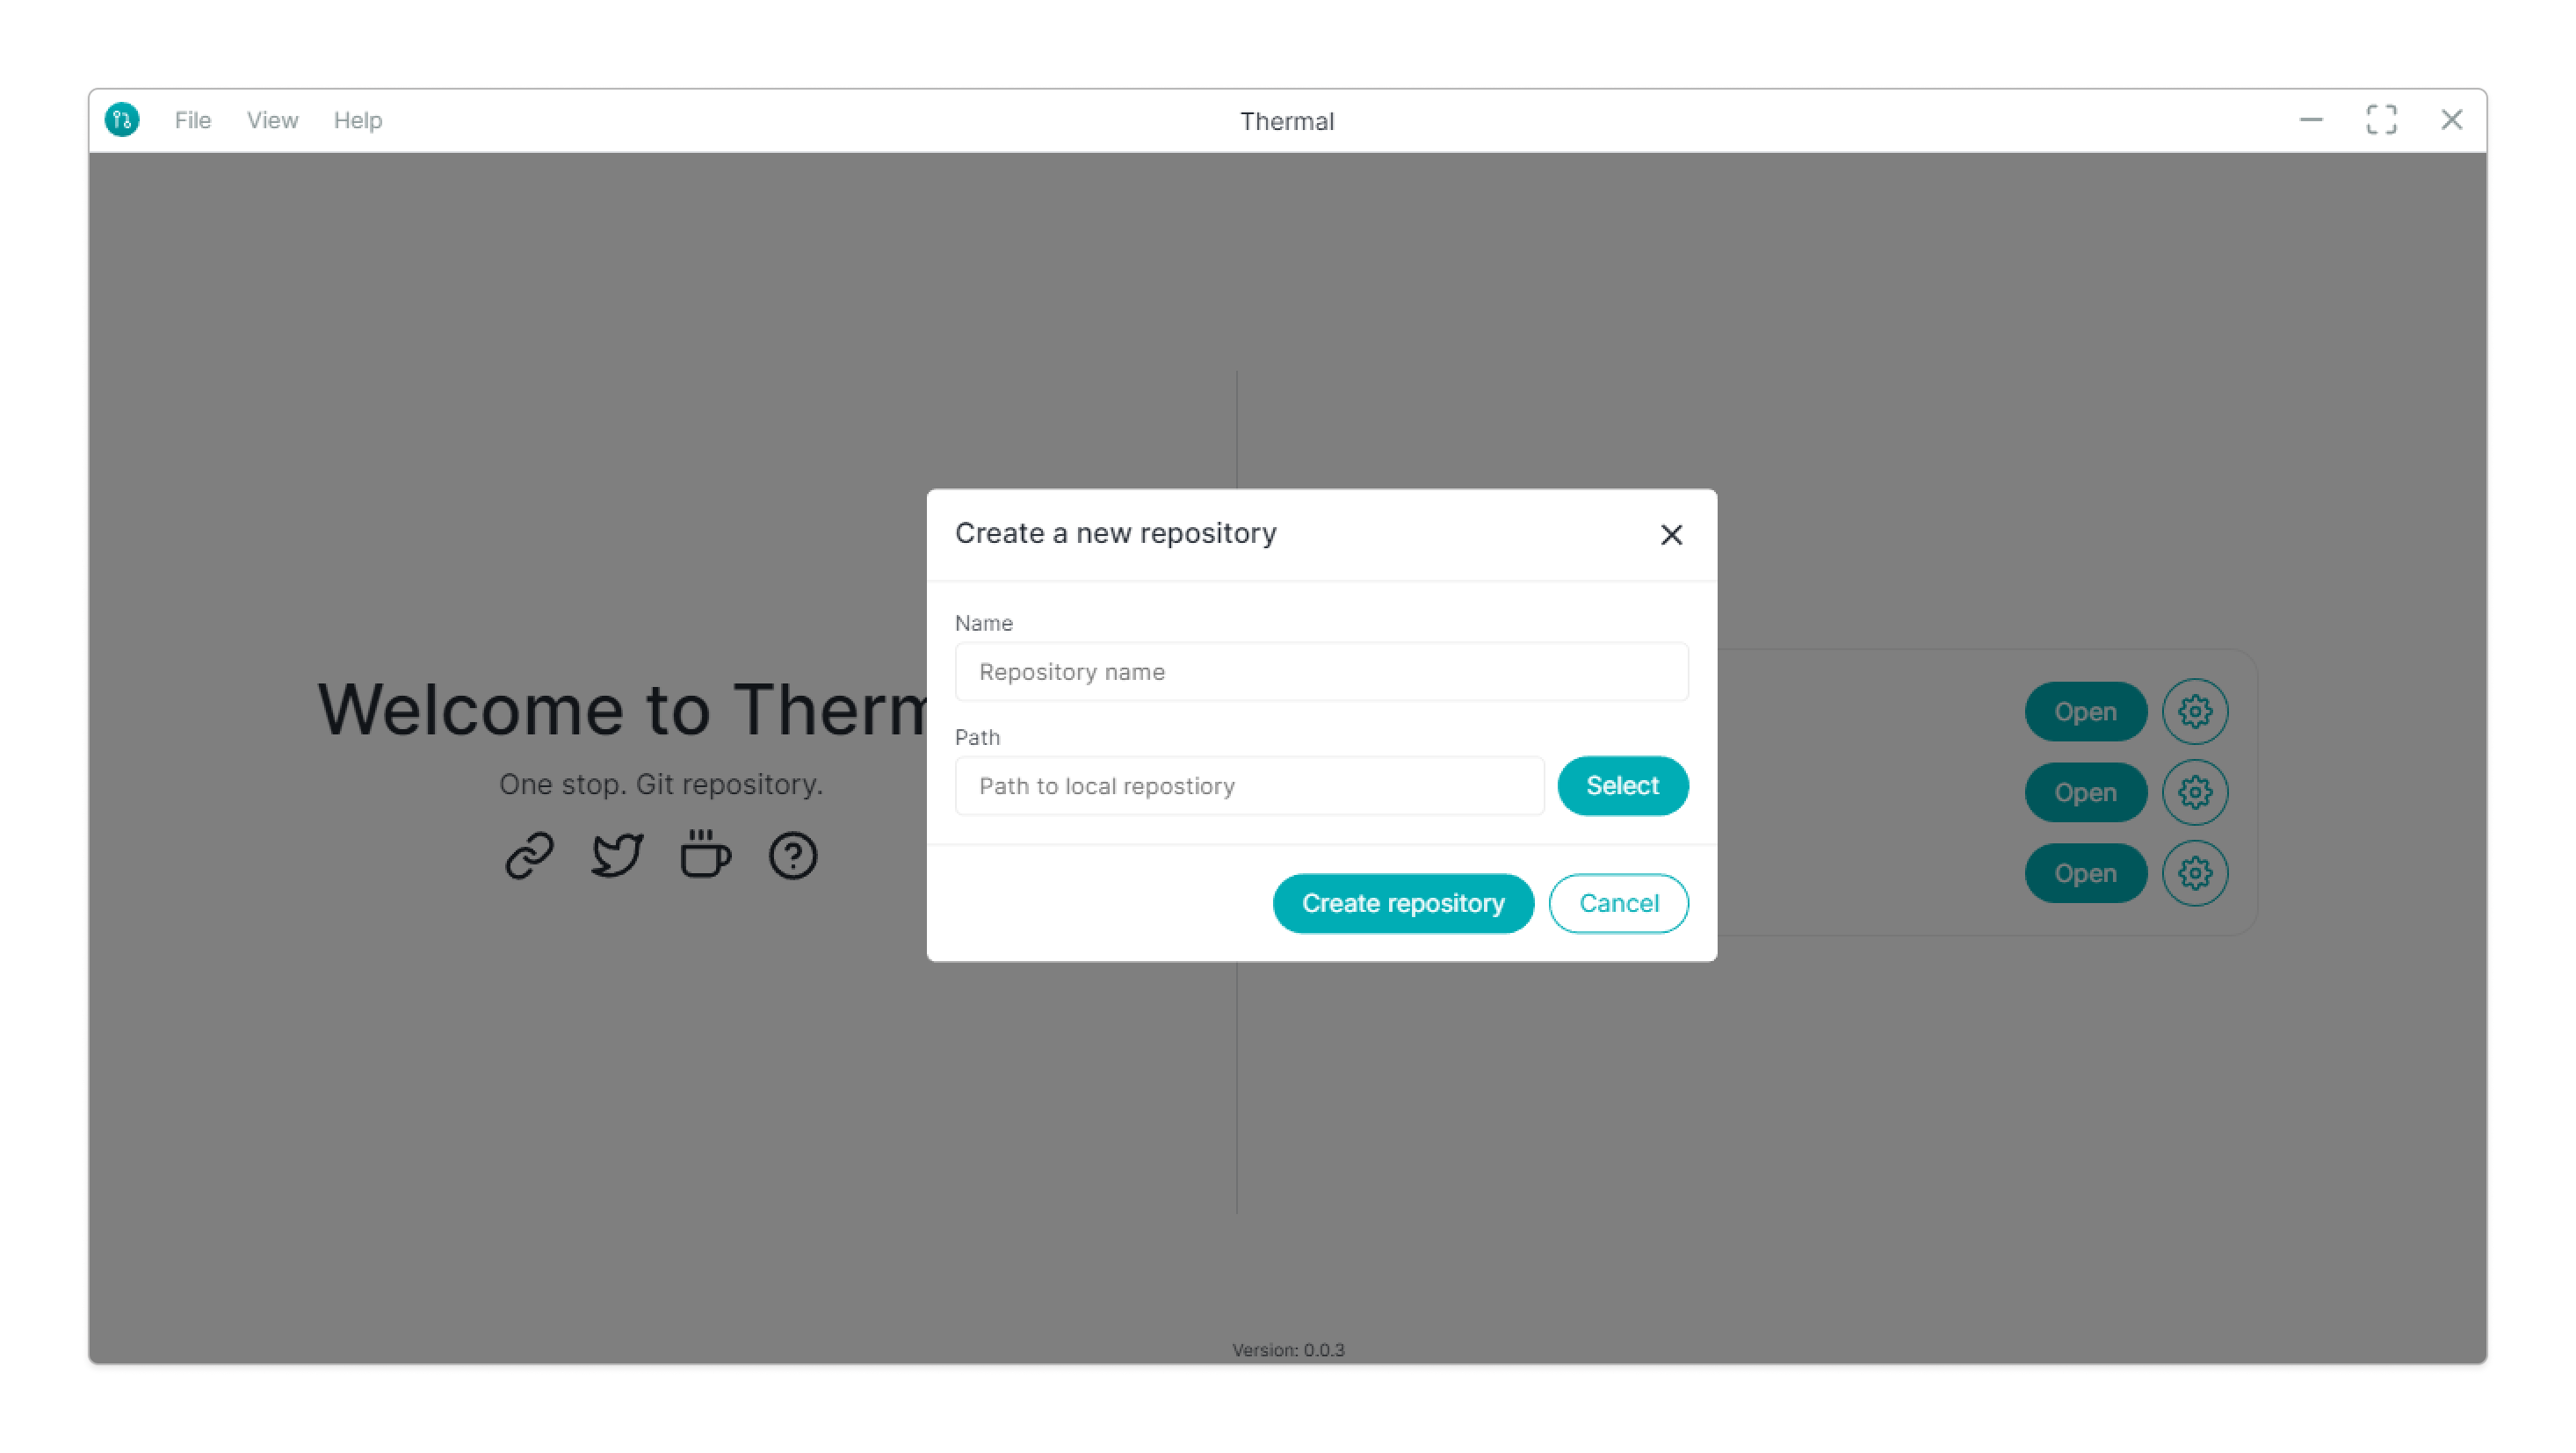 File View Help Thermal
Create a new repository
Name
Repository name
Path
Path to local repostiory Select
Create repository Cancel
Welcome to Therm
One stop. Git repository.
Open
Open
Open
Version: 0.0.3